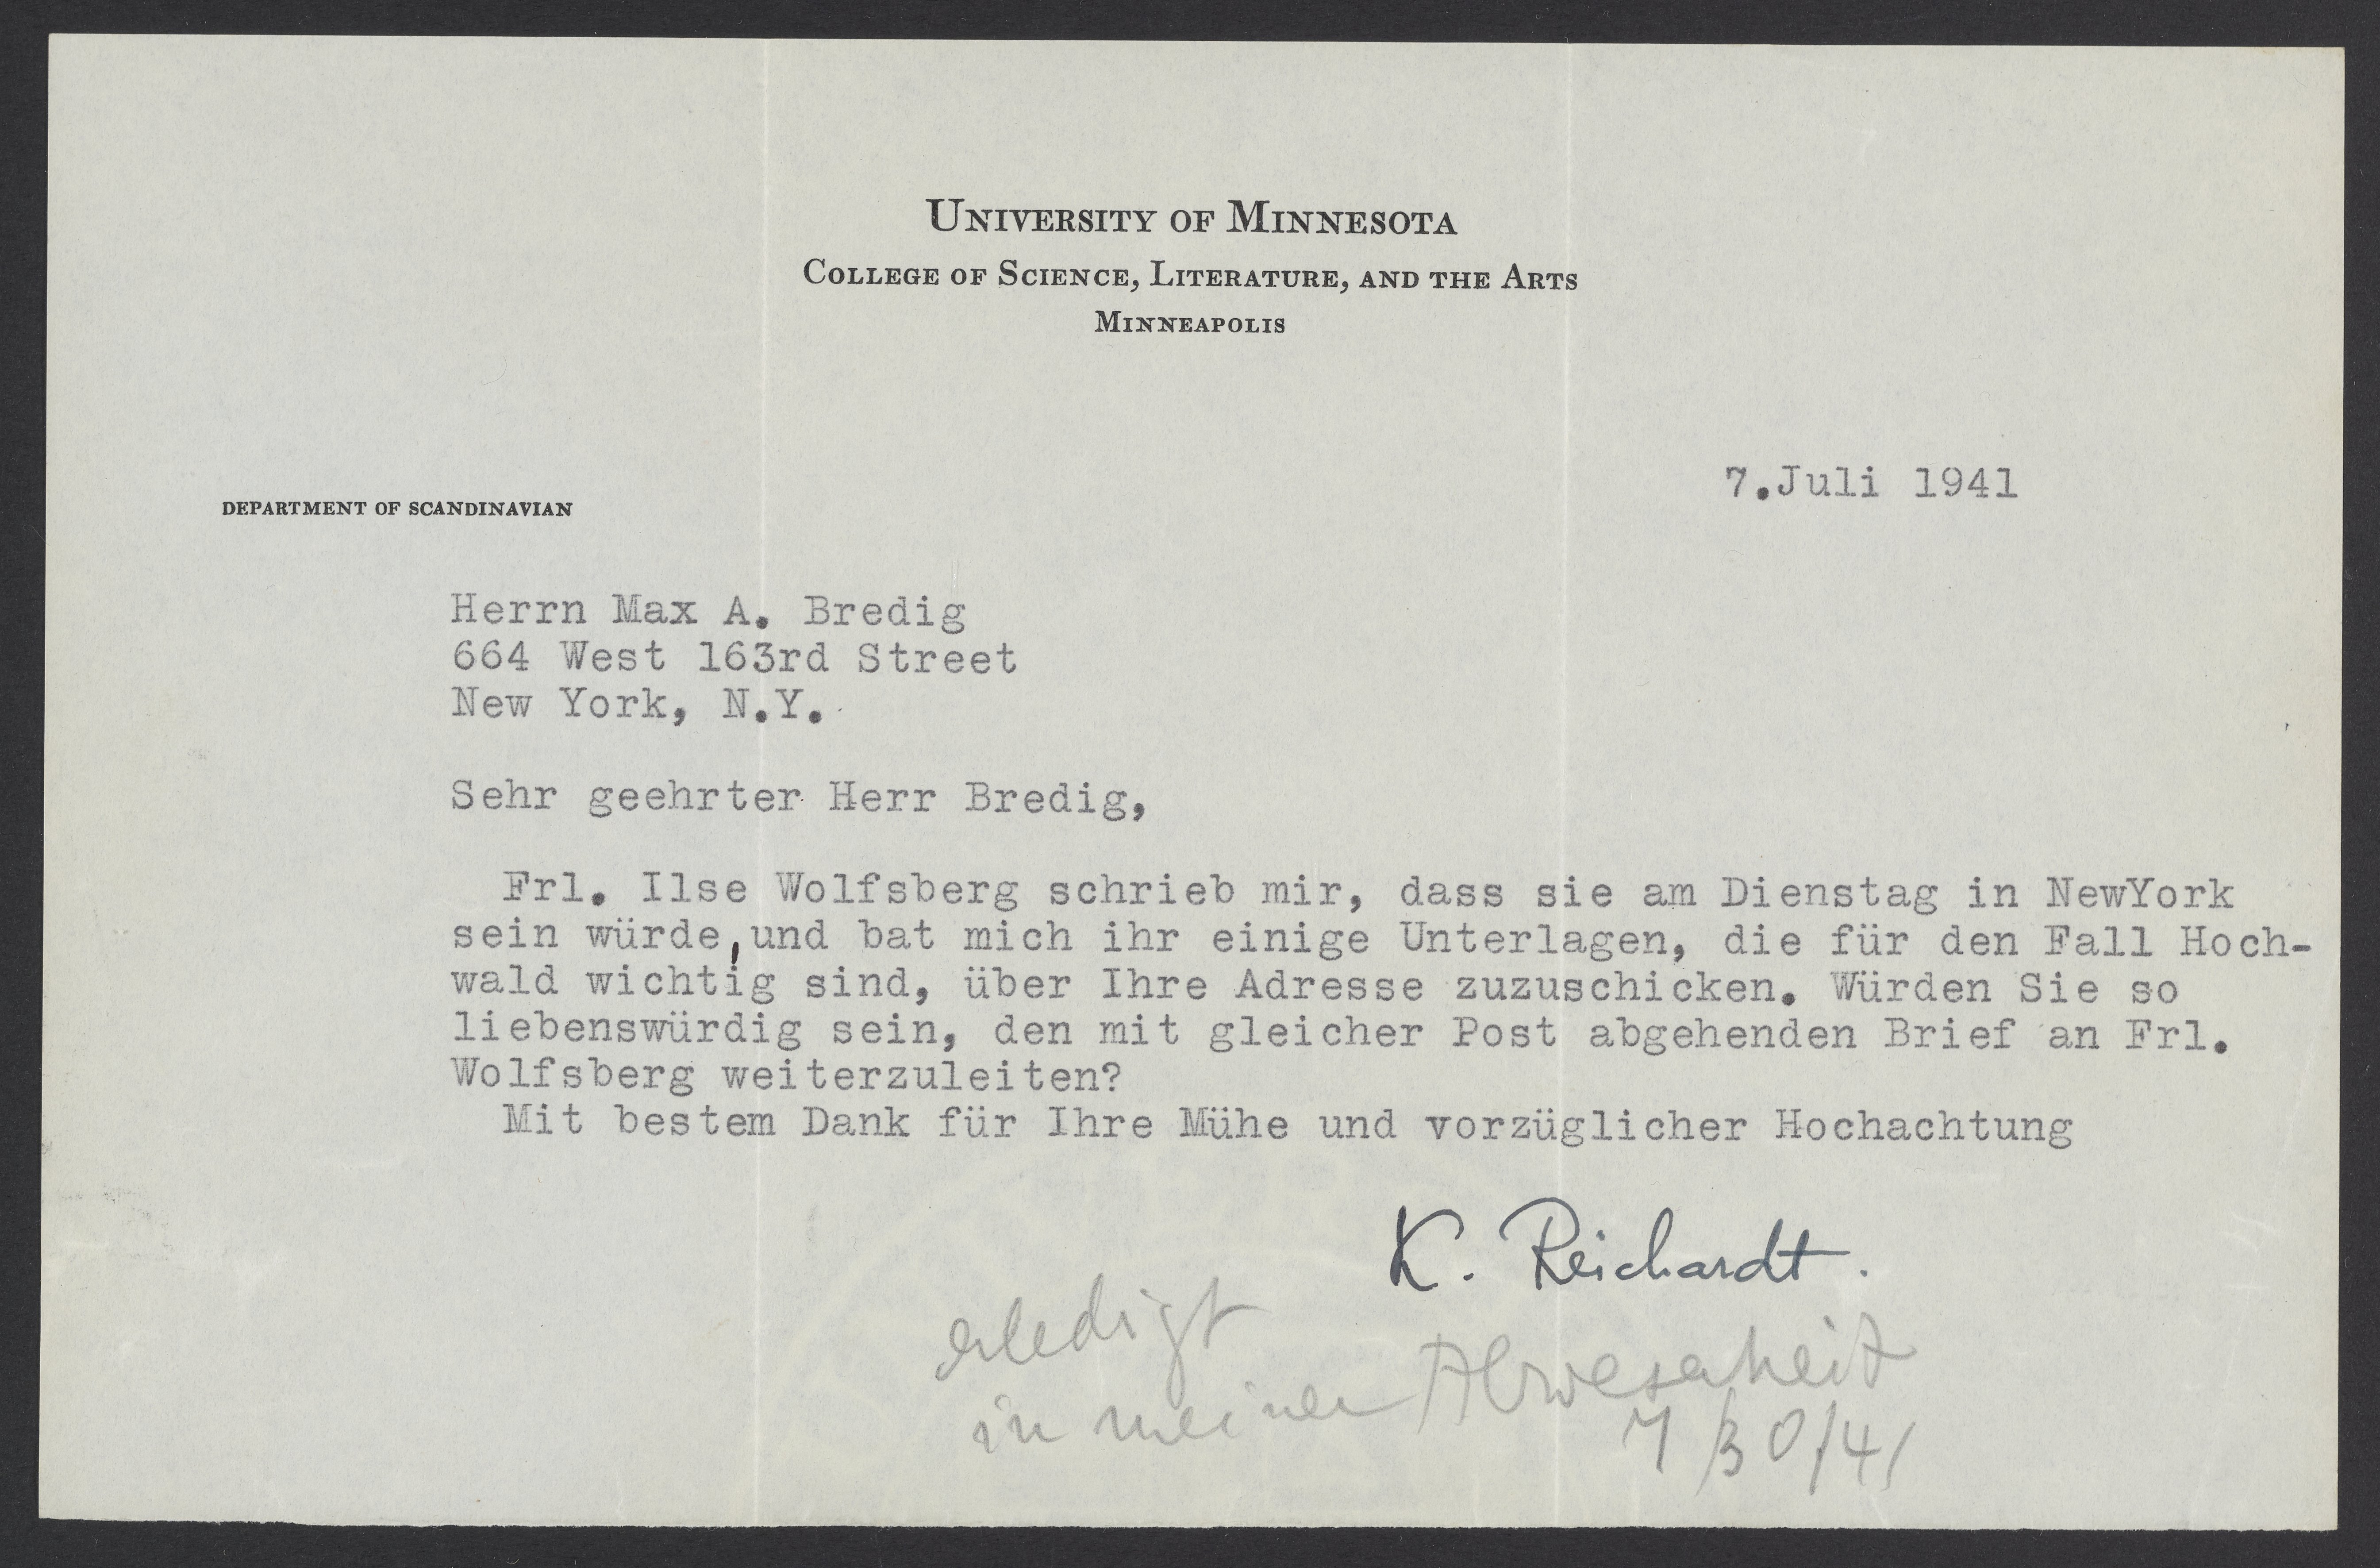 UNIVERSITY OF MINNESOTA
COLLEGE OF SCIENCE, LITERATURE, AND THE ARTS
MINNEAPOLIS
7.Juli 1941
DEPARTMENT OF SCANDINAVIAN
Herrn Max A. Bredig
664 West 163rd Street
New York, N.Y.
Sehr geehrter Herr Bredig,
Frl. Ilse Wolfsberg schrieb mir, dass sie am Dienstag in NewYork
sein würde,und bat mich ihr einige Unterlagen, die für den Fall Hoch-
wald wichtig sind, über Ihre Adresse zuzuschicken. Würden Sie so
liebenswürdig sein, den mit gleicher Post abgehenden Brief an Frl.
Wolfsberg weiterzuleiten?
Mit bestem Dank für Ihre Mühe und vorzüglicher Hochachtung
K. Reichardt.
erledigt
in meiner Abwesenheit
7/30/41